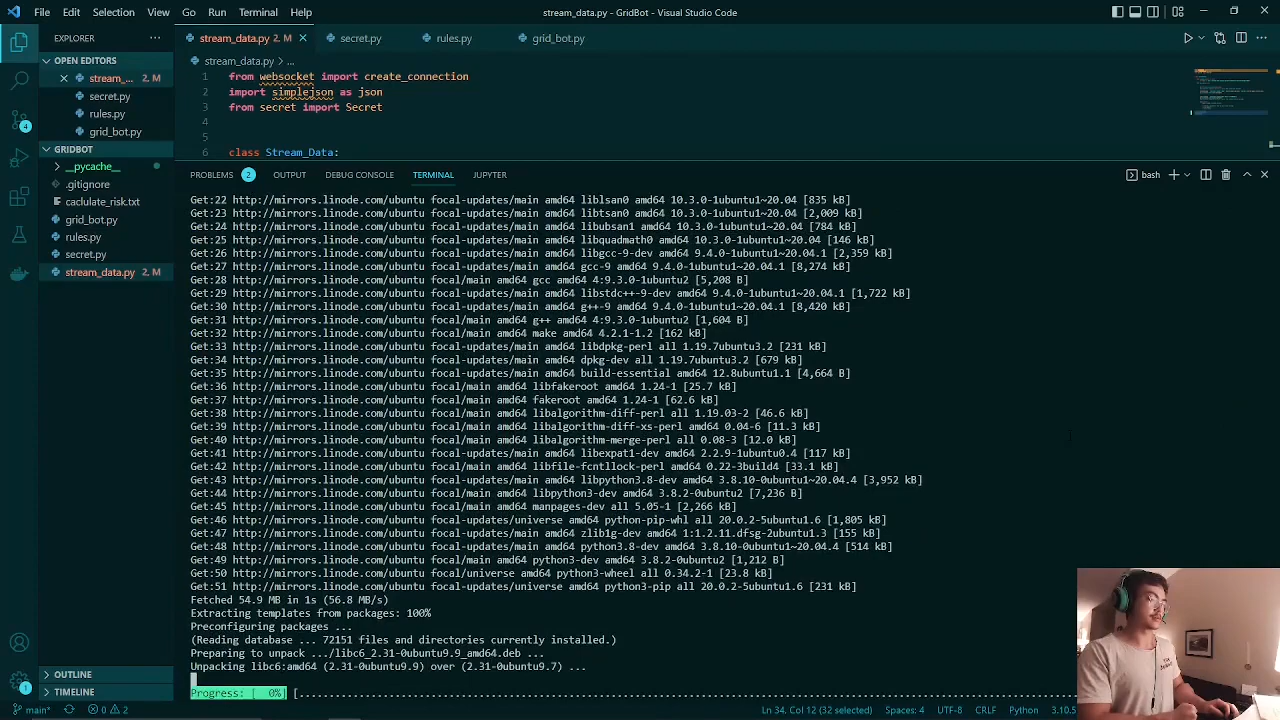 File Edit Selection View Go Run Terminal Help
stream_data.py - GridBot - Visual Studio Code
EXPLORER
stream_data.py 2, M
secret.py
rules.py
grid_bot.py
OPEN EDITORS
stream_... 2, M
secret.py
rules.py
grid_bot.py
GRIDBOT
__pycache__
.gitignore
caclulate_risk.txt
grid_bot.py
rules.py
secret.py
stream_data.py 2, M
OUTLINE
TIMELINE
4
1
stream_data.py > ...
1 from websocket import create_connection
2 import simplejson as json
3 from secret import Secret
4
5
6 class Stream_Data:
PROBLEMS 2 OUTPUT DEBUG CONSOLE TERMINAL JUPYTER
bash
Get:22 http://mirrors.linode.com/ubuntu focal-updates/main amd64 liblsan0 amd64 10.3.0-1ubuntu1~20.04 [835 kB]
Get:23 http://mirrors.linode.com/ubuntu focal-updates/main amd64 libtsan0 amd64 10.3.0-1ubuntu1~20.04 [2,009 kB]
Get:24 http://mirrors.linode.com/ubuntu focal-updates/main amd64 libubsan1 amd64 10.3.0-1ubuntu1~20.04 [784 kB]
Get:25 http://mirrors.linode.com/ubuntu focal-updates/main amd64 libquadmath0 amd64 10.3.0-1ubuntu1~20.04 [146 kB]
Get:26 http://mirrors.linode.com/ubuntu focal-updates/main amd64 libgcc-9-dev amd64 9.4.0-1ubuntu1~20.04.1 [2,359 kB]
Get:27 http://mirrors.linode.com/ubuntu focal-updates/main amd64 gcc-9 amd64 9.4.0-1ubuntu1~20.04.1 [8,274 kB]
Get:28 http://mirrors.linode.com/ubuntu focal/main amd64 gcc amd64 4:9.3.0-1ubuntu2 [5,208 B]
Get:29 http://mirrors.linode.com/ubuntu focal-updates/main amd64 libstdc++-9-dev amd64 9.4.0-1ubuntu1~20.04.1 [1,722 kB]
Get:30 http://mirrors.linode.com/ubuntu focal-updates/main amd64 g++-9 amd64 9.4.0-1ubuntu1~20.04.1 [8,420 kB]
Get:31 http://mirrors.linode.com/ubuntu focal/main amd64 g++ amd64 4:9.3.0-1ubuntu2 [1,604 B]
Get:32 http://mirrors.linode.com/ubuntu focal/main amd64 make amd64 4.2.1-1.2 [162 kB]
Get:33 http://mirrors.linode.com/ubuntu focal-updates/main amd64 libdpkg-perl all 1.19.7ubuntu3.2 [231 kB]
Get:34 http://mirrors.linode.com/ubuntu focal-updates/main amd64 dpkg-dev all 1.19.7ubuntu3.2 [679 kB]
Get:35 http://mirrors.linode.com/ubuntu focal-updates/main amd64 build-essential amd64 12.8ubuntu1.1 [4,664 B]
Get:36 http://mirrors.linode.com/ubuntu focal/main amd64 libfakeroot amd64 1.24-1 [25.7 kB]
Get:37 http://mirrors.linode.com/ubuntu focal/main amd64 fakeroot amd64 1.24-1 [62.6 kB]
Get:38 http://mirrors.linode.com/ubuntu focal/main amd64 libalgorithm-diff-perl all 1.19.03-2 [46.6 kB]
Get:39 http://mirrors.linode.com/ubuntu focal/main amd64 libalgorithm-diff-xs-perl amd64 0.04-6 [11.3 kB]
Get:40 http://mirrors.linode.com/ubuntu focal/main amd64 libalgorithm-merge-perl all 0.08-3 [12.0 kB]
Get:41 http://mirrors.linode.com/ubuntu focal-updates/main amd64 libexpat1-dev amd64 2.2.9-1ubuntu0.4 [117 kB]
Get:42 http://mirrors.linode.com/ubuntu focal/main amd64 libfile-fcntllock-perl amd64 0.22-3build4 [33.1 kB]
Get:43 http://mirrors.linode.com/ubuntu focal-updates/main amd64 libpython3.8-dev amd64 3.8.10-0ubuntu1~20.04.4 [3,952 kB]
Get:44 http://mirrors.linode.com/ubuntu focal/main amd64 libpython3-dev amd64 3.8.2-0ubuntu2 [7,236 B]
Get:45 http://mirrors.linode.com/ubuntu focal/main amd64 manpages-dev all 5.05-1 [2,266 kB]
Get:46 http://mirrors.linode.com/ubuntu focal-updates/universe amd64 python-pip-whl all 20.0.2-5ubuntu1.6 [1,805 kB]
Get:47 http://mirrors.linode.com/ubuntu focal-updates/main amd64 zlib1g-dev amd64 1:1.2.11.dfsg-2ubuntu1.3 [155 kB]
Get:48 http://mirrors.linode.com/ubuntu focal-updates/main amd64 python3.8-dev amd64 3.8.10-0ubuntu1~20.04.4 [514 kB]
Get:49 http://mirrors.linode.com/ubuntu focal/main amd64 python3-dev amd64 3.8.2-0ubuntu2 [1,212 B]
Get:50 http://mirrors.linode.com/ubuntu focal/universe amd64 python3-wheel all 0.34.2-1 [23.8 kB]
Get:51 http://mirrors.linode.com/ubuntu focal-updates/universe amd64 python3-pip all 20.0.2-5ubuntu1.6 [231 kB]
Fetched 54.9 MB in 1s (56.8 MB/s)
Extracting templates from packages: 100%
Preconfiguring packages ...
(Reading database ... 72151 files and directories currently installed.)
Preparing to unpack .../libc6_2.31-0ubuntu9.9_amd64.deb ...
Unpacking libc6:amd64 (2.31-0ubuntu9.9) over (2.31-0ubuntu9.7) ...
Progress: [ 0%]
main* 0 2 Ln 34, Col 12 (32 selected) Spaces: 4 UTF-8 CRLF Python 3.10.5